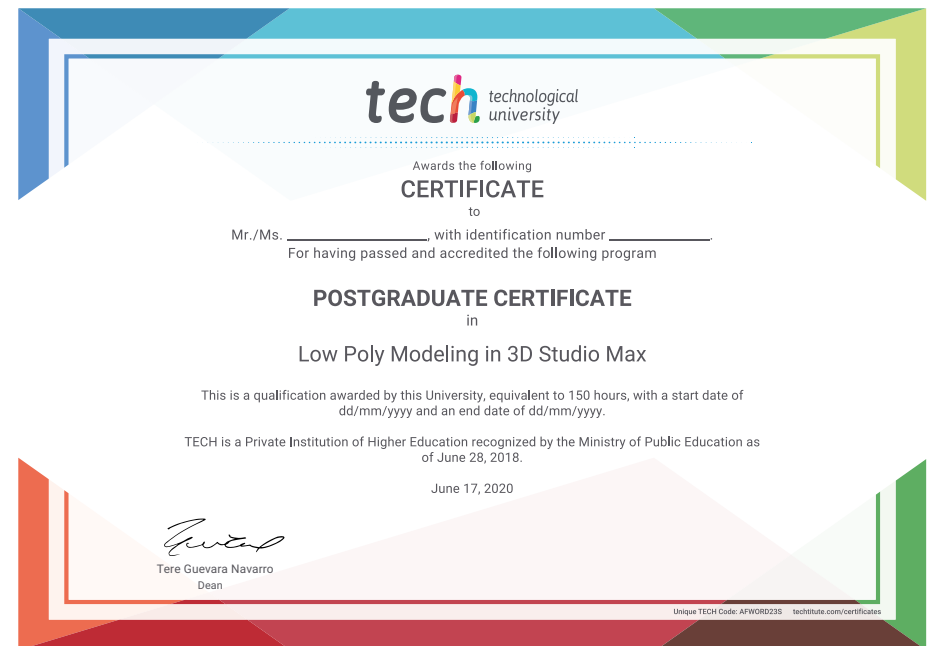 tech technological
university
Awards the following
CERTIFICATE
to
Mr./Ms. ____________________, with identification number ______________.
For having passed and accredited the following program
POSTGRADUATE CERTIFICATE
in
Low Poly Modeling in 3D Studio Max
This is a qualification awarded by this University, equivalent to 150 hours, with a start date of
dd/mm/yyyy and an end date of dd/mm/yyyy.
TECH is a Private Institution of Higher Education recognized by the Ministry of Public Education as
of June 28, 2018.
June 17, 2020
Tere Guevara Navarro
Dean
Unique TECH Code: AFWORD23S techtitute.com/certificates